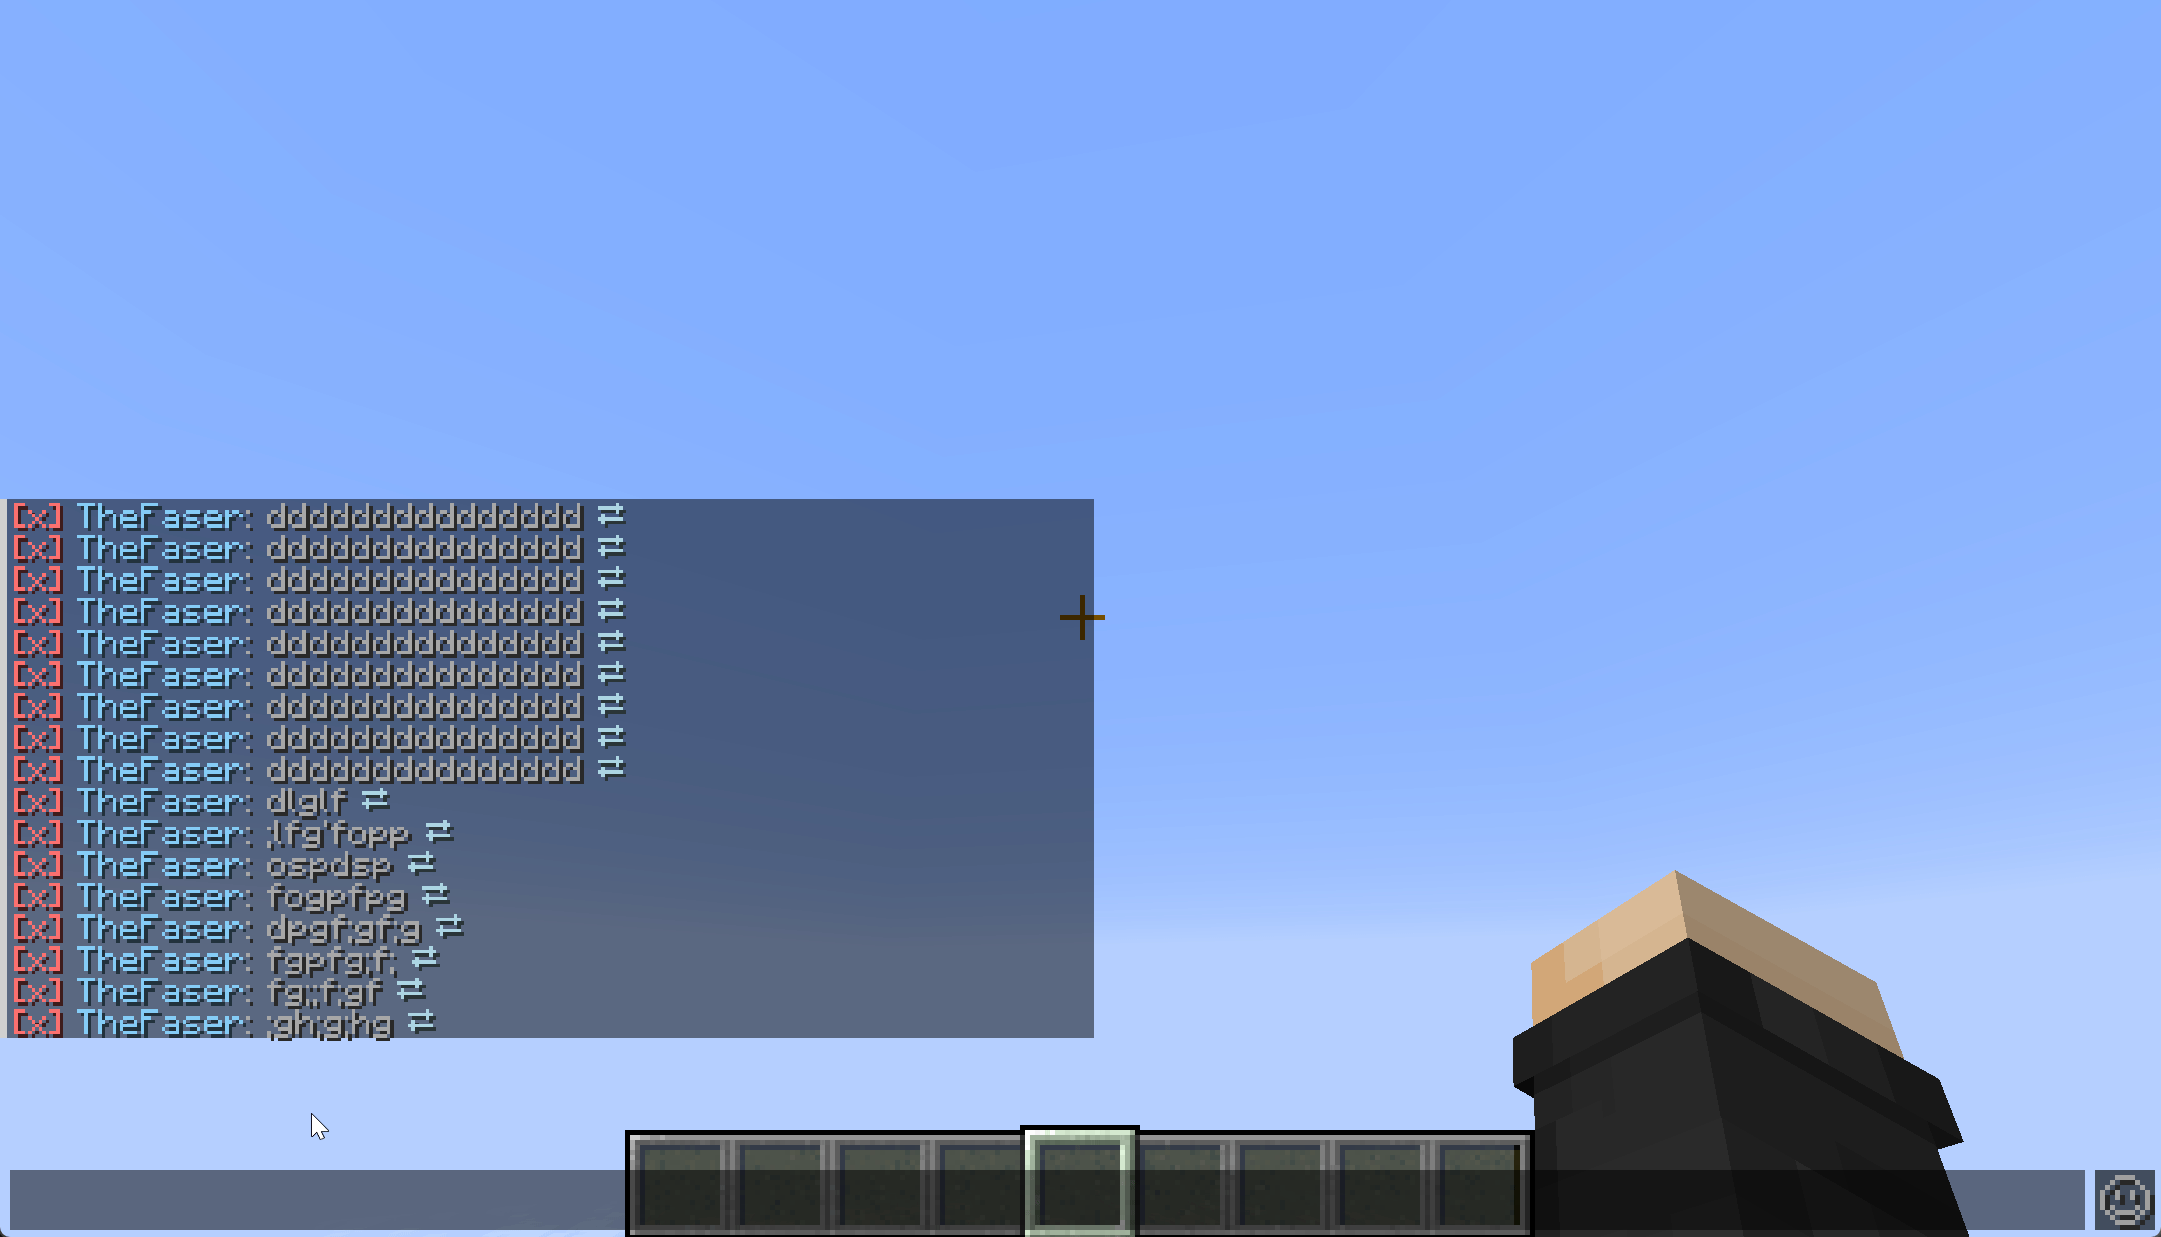 [x] TheFaser: ddddddddddddddd ⇄
[x] TheFaser: ddddddddddddddd ⇄
[x] TheFaser: ddddddddddddddd ⇄
[x] TheFaser: ddddddddddddddd ⇄
[x] TheFaser: ddddddddddddddd ⇄
[x] TheFaser: ddddddddddddddd ⇄
[x] TheFaser: ddddddddddddddd ⇄
[x] TheFaser: ddddddddddddddd ⇄
[x] TheFaser: ddddddddddddddd ⇄
[x] TheFaser: dlglf ⇄
[x] TheFaser: ;lfg'fopp ⇄
[x] TheFaser: ospdsp ⇄
[x] TheFaser: fogpfpg ⇄
[x] TheFaser: dpgf;gf;g ⇄
[x] TheFaser: fgpfg;f; ⇄
[x] TheFaser: fg;;f;gf ⇄
[x] TheFaser: ;gh;g;hg ⇄